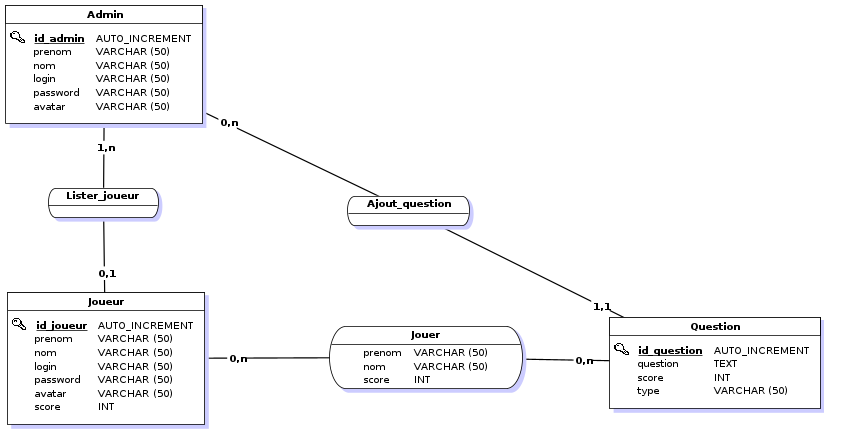 Admin
id_admin AUTO_INCREMENT
prenom VARCHAR (50)
nom VARCHAR (50)
login VARCHAR (50)
password VARCHAR (50)
avatar VARCHAR (50)
0,n
1,n
Lister_joueur
Ajout_question
0,1
1,1
Joueur
id_joueur AUTO_INCREMENT
prenom VARCHAR (50)
nom VARCHAR (50)
login VARCHAR (50)
password VARCHAR (50)
avatar VARCHAR (50)
score INT
0,n
Jouer
prenom VARCHAR (50)
nom VARCHAR (50)
score INT
0,n
Question
id_question AUTO_INCREMENT
question TEXT
score INT
type VARCHAR (50)